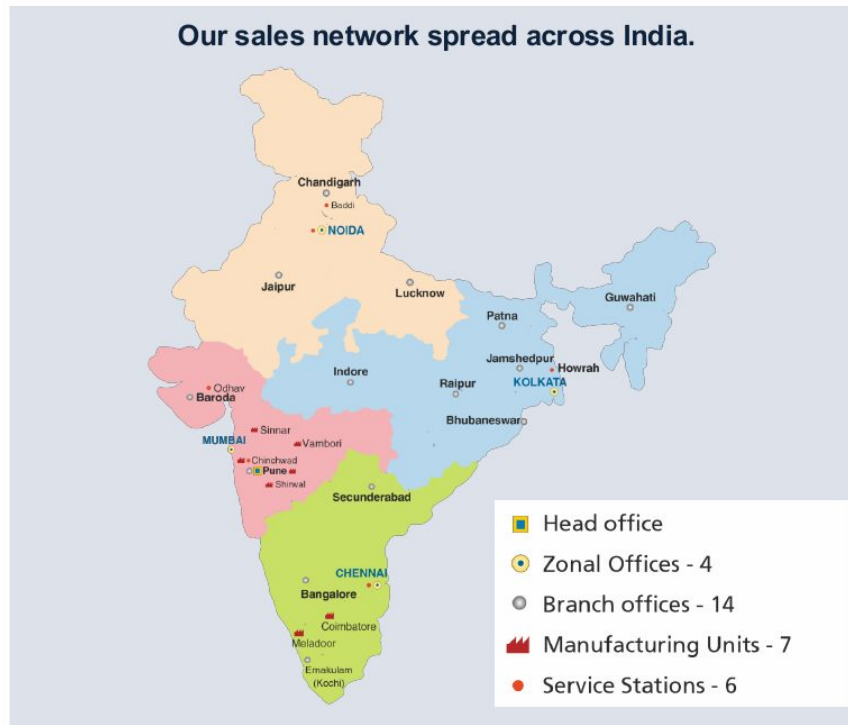 Our sales network spread across India.
Chandigarh
Baddi
NOIDA
Jaipur
Lucknow
Guwahati
Patna
Jamshedpur
Howrah
Indore
Raipur
KOLKATA
Odhav
Baroda
Bhubaneswar
Sinnar
MUMBAI
Vambori
Chinchwad
Pune
Shirwal
Secunderabad
CHENNAI
Bangalore
Coimbatore
Meladoor
Ernakulam
(Kochi)
Head office
Zonal Offices - 4
Branch offices - 14
Manufacturing Units - 7
Service Stations - 6